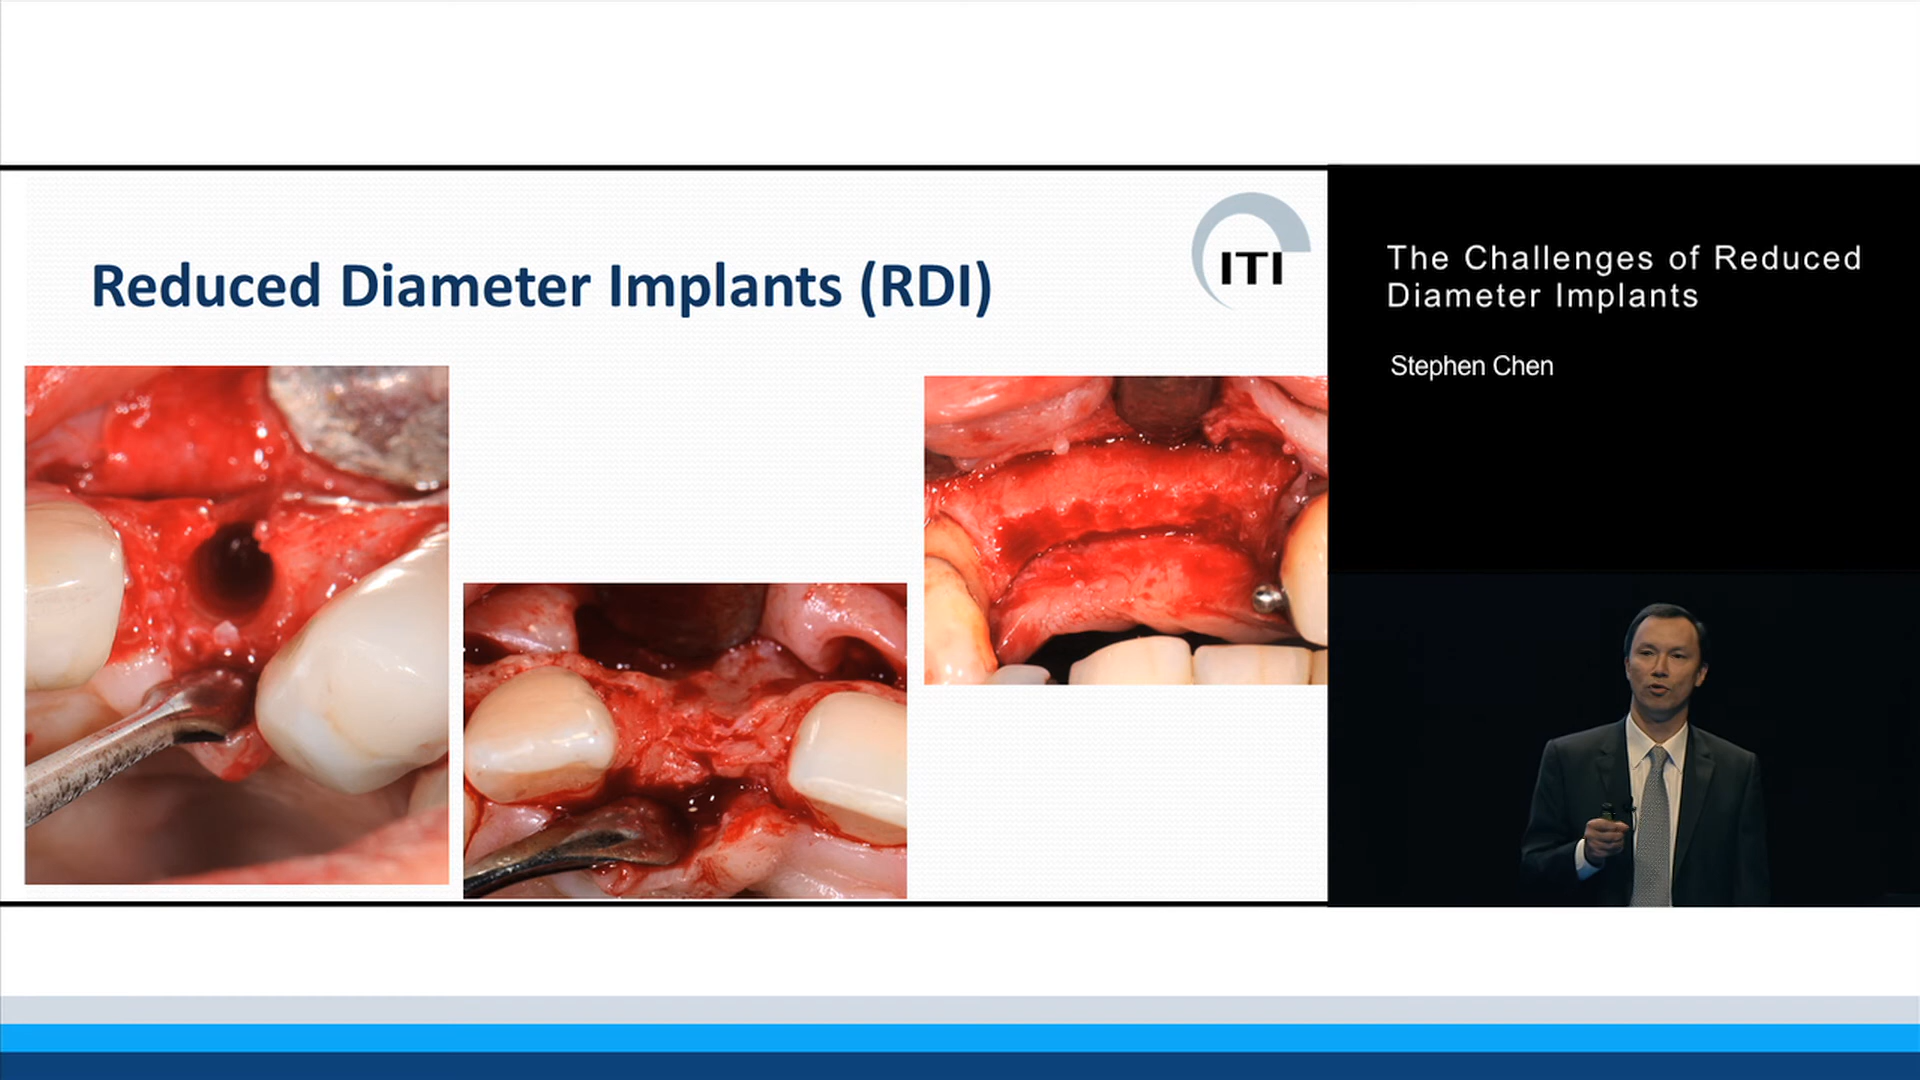 Reduced Diameter Implants (RDI)
ITI
The Challenges of Reduced
Diameter Implants
Stephen Chen